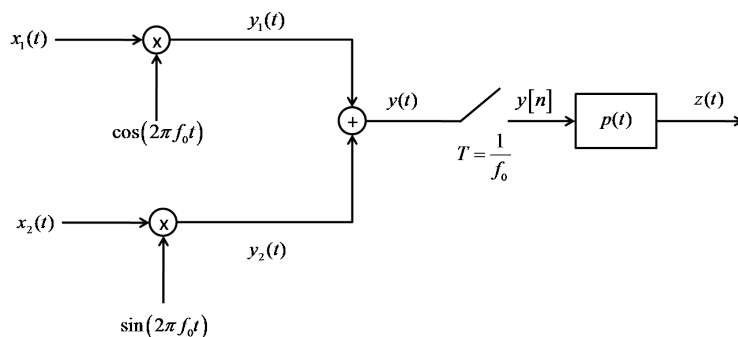 x₁(t)
x
y₁(t)
cos(2πf₀t)
+
y(t)
T = 1/f₀
y[n]
p(t)
z(t)
x₂(t)
x
y₂(t)
sin(2πf₀t)